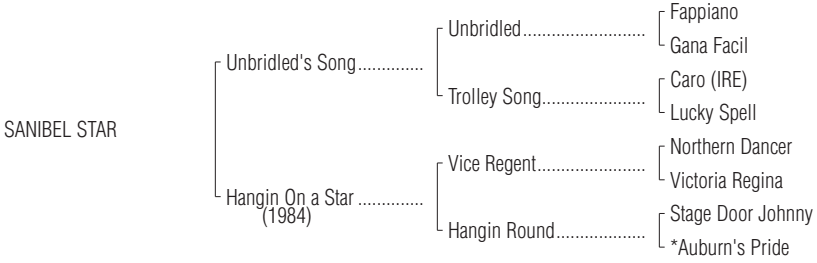 Fappiano
Unbridled..........................
Gana Facil
Unbridled's Song..............
Caro (IRE)
Trolley Song......................
Lucky Spell
SANIBEL STAR
Northern Dancer
Vice Regent.......................
Victoria Regina
Hangin On a Star ..............
(1984)
Stage Door Johnny
Hangin Round...................
*Auburn's Pride